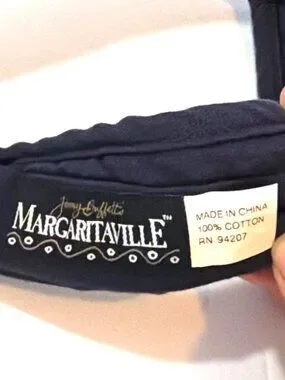 Jimmy Buffett's
MARGARITAVILLE™
MADE IN CHINA
100% COTTON
RN 94207